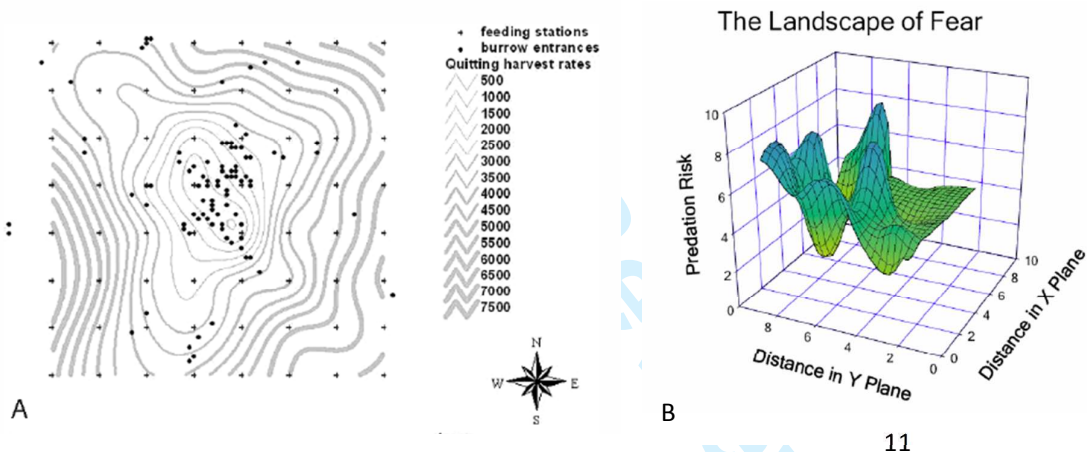 feeding stations
burrow entrances
Quitting harvest rates
500
1000
1500
2000
2500
3000
3500
4000
4500
5000
5500
6000
6500
7000
7500
N
W
E
S
A
The Landscape of Fear
Predation Risk
10
8
6
4
2
0
8
6
4
2
0
Distance in Y Plane
10
8
6
4
2
0
Distance in X Plane
B
11